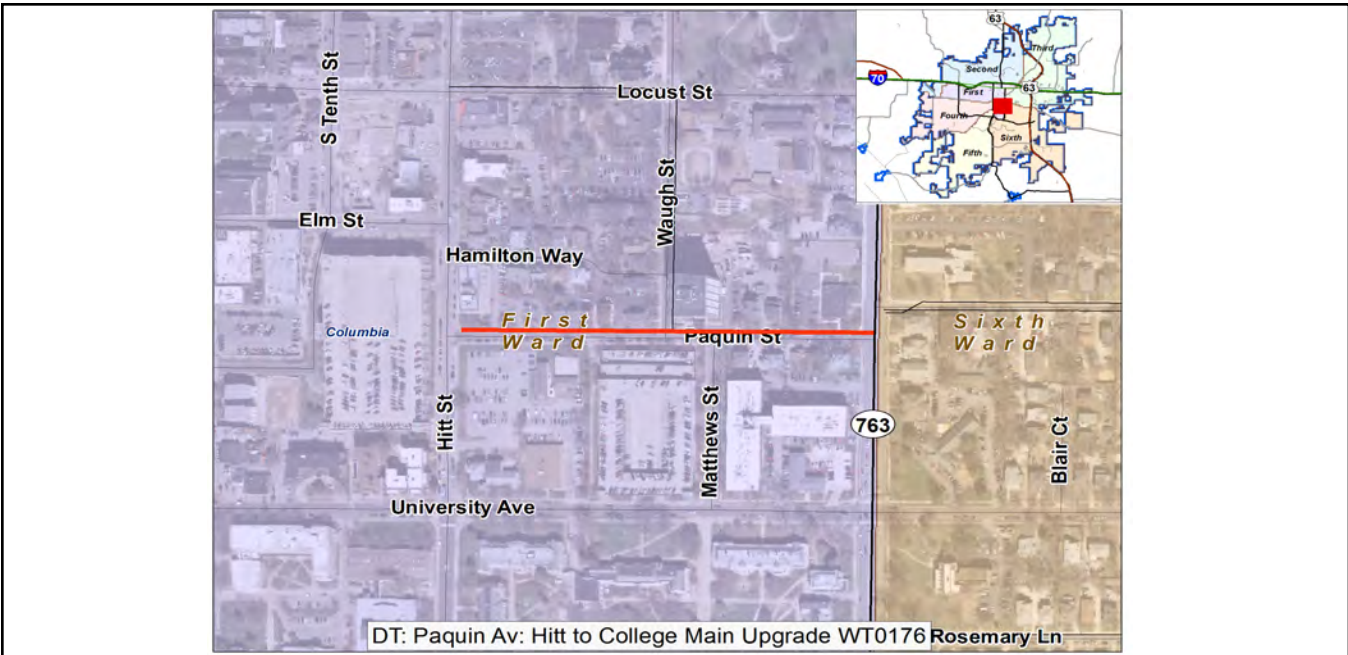 S Tenth St
Locust St
Waugh St
Elm St
Hamilton Way
Columbia
First
Ward
Paquin St
Sixth
Ward
Hitt St
Matthews St
763
Blair Ct
University Ave
DT: Paquin Av: Hitt to College Main Upgrade WT0176
Rosemary Ln
63
Third
Second
70
First
63
Fourth
Sixth
Fifth